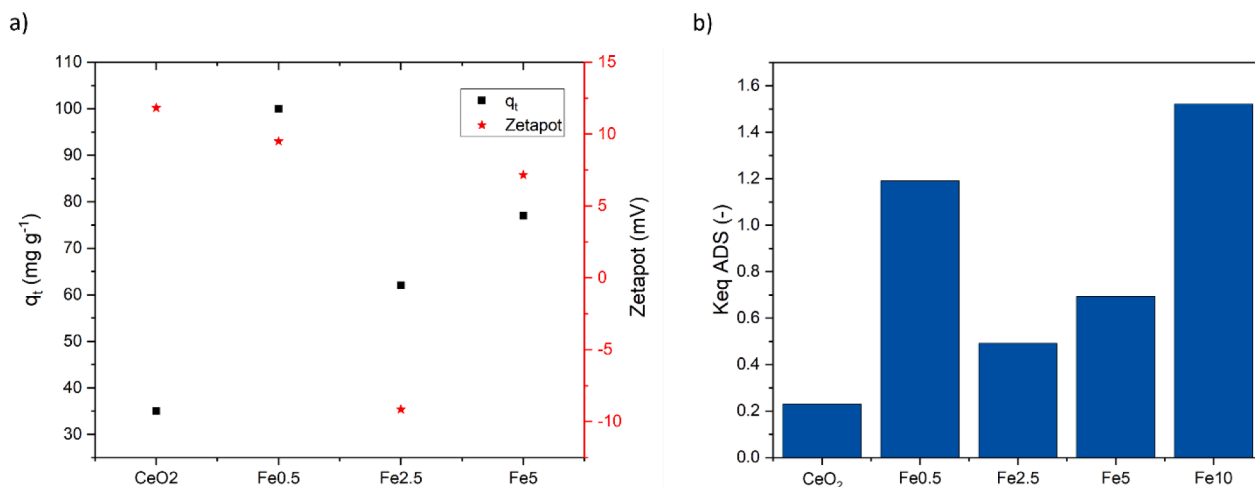 a)
110
100
90
80
70
60
50
40
30
qt (mg g-1)
qt
Zetapot
15
10
5
0
-5
-10
Zetapot (mV)
CeO2 Fe0.5 Fe2.5 Fe5
b)
1.6
1.4
1.2
1.0
0.8
0.6
0.4
0.2
0.0
Keq ADS (-)
CeO2 Fe0.5 Fe2.5 Fe5 Fe10